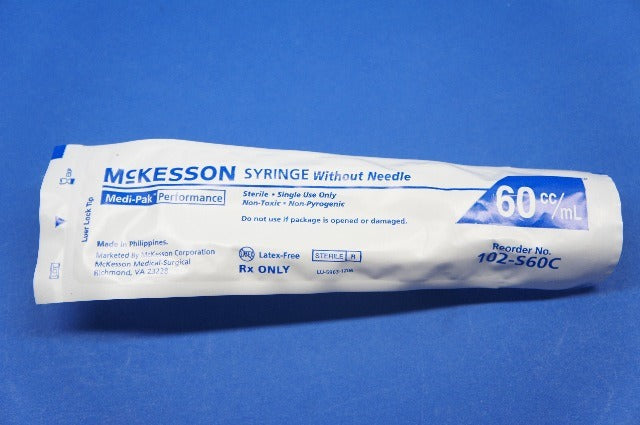 McKESSON SYRINGE Without Needle
Medi-Pak Performance
Sterile • Single Use Only
Non-Toxic • Non-Pyrogenic
Do not use if package is opened or damaged.
60 cc/mL
Luer Lock Tip
Made in Philippines.
Marketed By McKesson Corporation
McKesson Medical-Surgical
Richmond, VA 23228
Latex-Free
STERILE R
Rx ONLY
Reorder No.
102-S60C